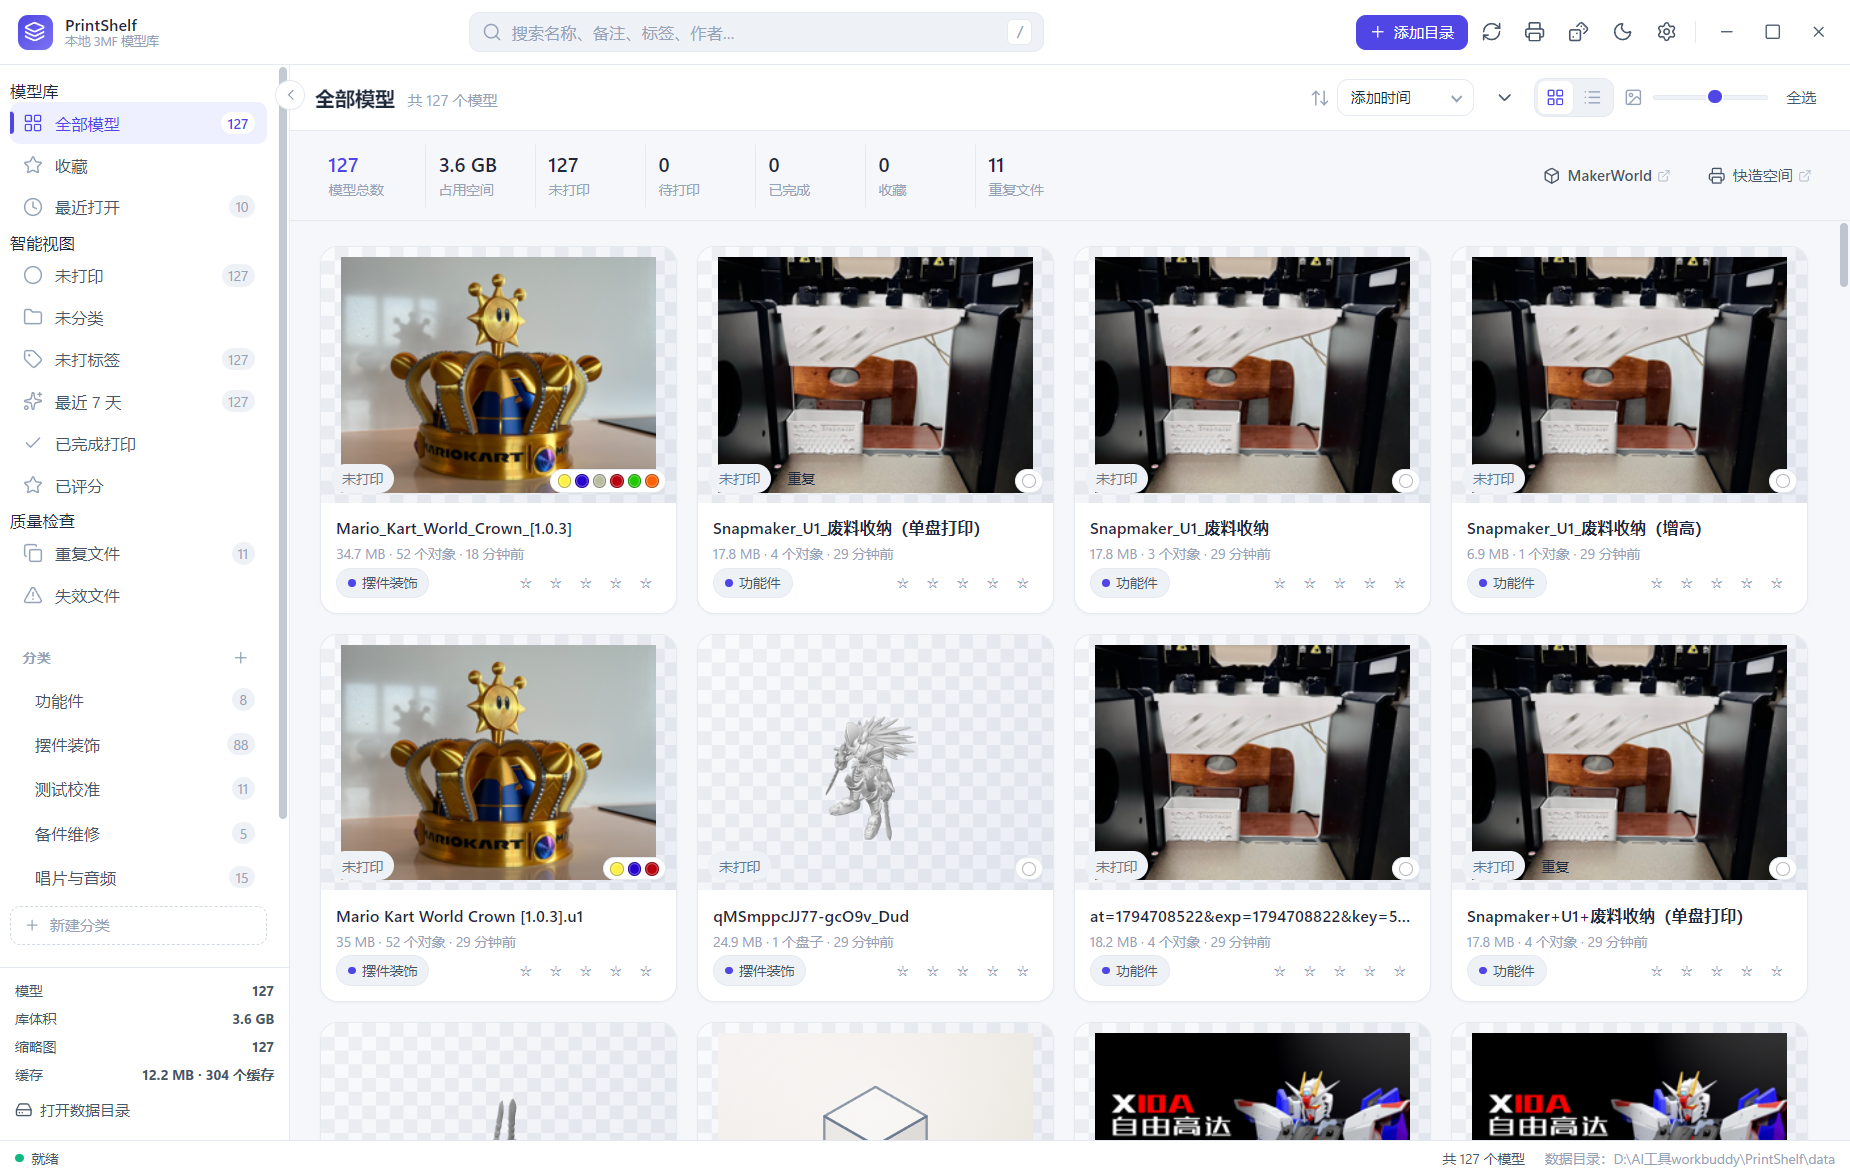 PrintShelf
本地 3MF 模型库
搜索名称、备注、标签、作者...
/
添加目录
模型库
全部模型
127
收藏
最近打开
10
智能视图
未打印
127
未分类
未打标签
127
最近 7 天
127
已完成打印
已评分
质量检查
重复文件
11
失效文件
分类
功能件
8
摆件装饰
88
测试校准
11
备件维修
5
唱片与音频
15
新建分类
模型
127
库体积
3.6 GB
缩略图
127
缓存
12.2 MB · 304 个缓存
打开数据目录
就绪
全部模型
共 127 个模型
添加时间
全选
127
模型总数
3.6 GB
占用空间
127
未打印
0
待打印
0
已完成
0
收藏
11
重复文件
MakerWorld
快造空间
MARIOKART
未打印
Mario_Kart_World_Crown_[1.0.3]
34.7 MB · 52 个对象 · 18 分钟前
摆件装饰
未打印
重复
Snapmaker_U1_废料收纳（单盘打印）
17.8 MB · 4 个对象 · 29 分钟前
功能件
未打印
Snapmaker_U1_废料收纳
17.8 MB · 3 个对象 · 29 分钟前
功能件
未打印
Snapmaker_U1_废料收纳（增高）
6.9 MB · 1 个对象 · 29 分钟前
功能件
MARIOKART
未打印
Mario Kart World Crown [1.0.3].u1
35 MB · 52 个对象 · 29 分钟前
摆件装饰
未打印
qMSmppcJJ77-gcO9v_Dud
24.9 MB · 1 个盘子 · 29 分钟前
摆件装饰
未打印
at=1794708522&exp=1794708822&key=5...
18.2 MB · 4 个对象 · 29 分钟前
功能件
未打印
重复
Snapmaker+U1+废料收纳（单盘打印）
17.8 MB · 4 个对象 · 29 分钟前
功能件
X10A
自由高达
X10A
自由高达
共 127 个模型
数据目录：D:\AI工具workbuddy\PrintShelf\data